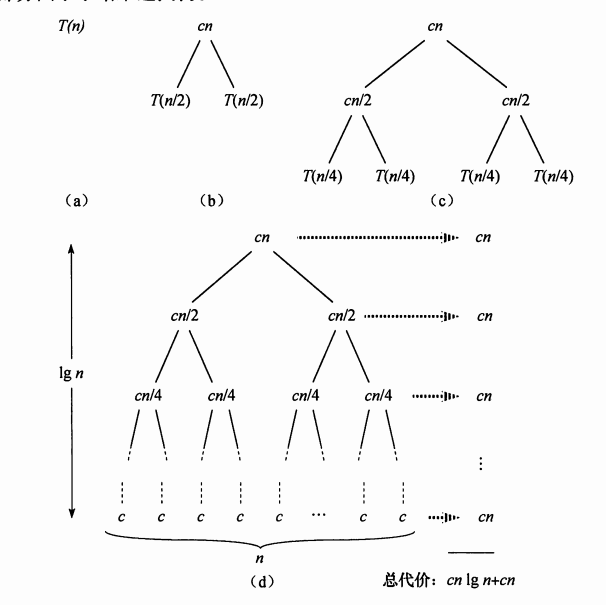 T(n) cn cn
T(n/2) T(n/2) cn/2 cn/2
T(n/4) T(n/4) T(n/4) T(n/4)
(a) (b) (c)
cn cn
cn/2 cn/2 cn
lg n
cn/4 cn/4 cn/4 cn/4 cn
⋮
c c c c c … c c cn
n
(d) 总代价：cn lg n+cn